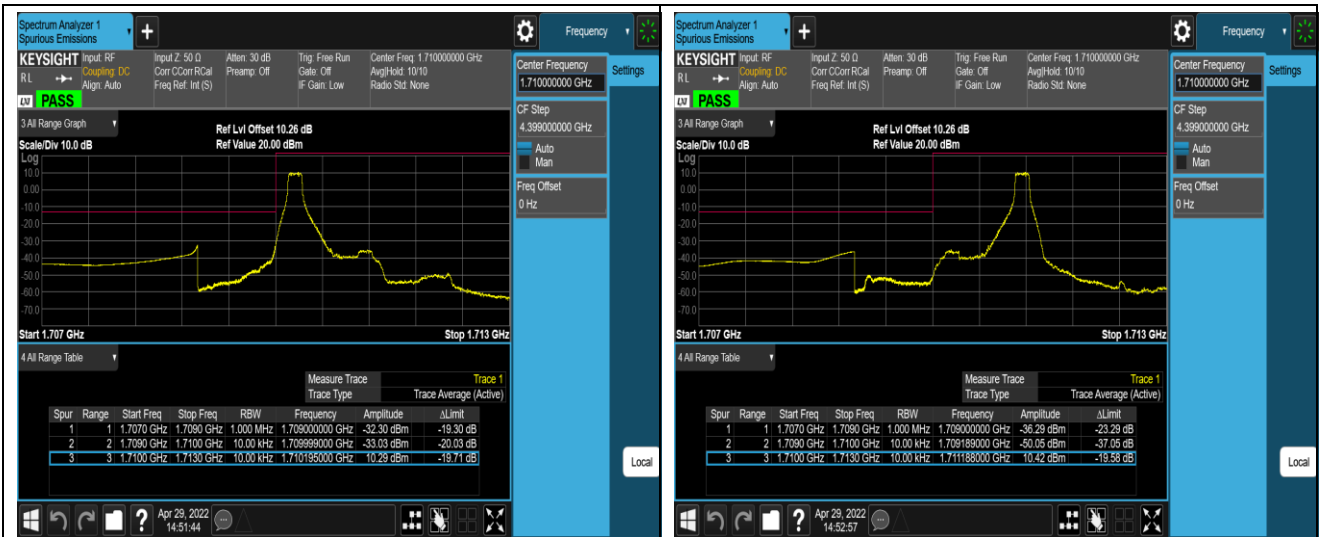 Spectrum Analyzer 1
Spurious Emissions
Frequency
KEYSIGHT Input: RF Input Z: 50 Ω Atten: 30 dB Trig: Free Run Center Freq: 1.710000000 GHz
Coupling: DC Corr CCorr RCal Preamp: Off Gate: Off Avg|Hold: 10/10
RL Align: Auto Freq Ref: Int (S) IF Gain: Low Radio Std: None
LXI PASS
Center Frequency
1.710000000 GHz
Settings
CF Step
4.399000000 GHz
Auto
Man
Freq Offset
0 Hz
3 All Range Graph
Ref Lvl Offset 10.26 dB
Scale/Div 10.0 dB Ref Value 20.00 dBm
Log
10.0
0.00
-10.0
-20.0
-30.0
-40.0
-50.0
-60.0
-70.0
Start 1.707 GHz Stop 1.713 GHz
4 All Range Table
Measure Trace Trace 1
Trace Type Trace Average (Active)
Spur Range Start Freq Stop Freq RBW Frequency Amplitude ΔLimit
1 1 1.7070 GHz 1.7090 GHz 1.000 MHz 1.709000000 GHz -32.30 dBm -19.30 dB
2 2 1.7090 GHz 1.7100 GHz 10.00 kHz 1.709999000 GHz -33.03 dBm -20.03 dB
3 3 1.7100 GHz 1.7130 GHz 10.00 kHz 1.710195000 GHz 10.29 dBm -19.71 dB
Local
Apr 29, 2022
14:51:44
Spectrum Analyzer 1
Spurious Emissions
Frequency
KEYSIGHT Input: RF Input Z: 50 Ω Atten: 30 dB Trig: Free Run Center Freq: 1.710000000 GHz
Coupling: DC Corr CCorr RCal Preamp: Off Gate: Off Avg|Hold: 10/10
RL Align: Auto Freq Ref: Int (S) IF Gain: Low Radio Std: None
LXI PASS
Center Frequency
1.710000000 GHz
Settings
CF Step
4.399000000 GHz
Auto
Man
Freq Offset
0 Hz
3 All Range Graph
Ref Lvl Offset 10.26 dB
Scale/Div 10.0 dB Ref Value 20.00 dBm
Log
10.0
0.00
-10.0
-20.0
-30.0
-40.0
-50.0
-60.0
-70.0
Start 1.707 GHz Stop 1.713 GHz
4 All Range Table
Measure Trace Trace 1
Trace Type Trace Average (Active)
Spur Range Start Freq Stop Freq RBW Frequency Amplitude ΔLimit
1 1 1.7070 GHz 1.7090 GHz 1.000 MHz 1.709000000 GHz -36.29 dBm -23.29 dB
2 2 1.7090 GHz 1.7100 GHz 10.00 kHz 1.709189000 GHz -50.05 dBm -37.05 dB
3 3 1.7100 GHz 1.7130 GHz 10.00 kHz 1.711188000 GHz 10.42 dBm -19.58 dB
Local
Apr 29, 2022
14:52:57